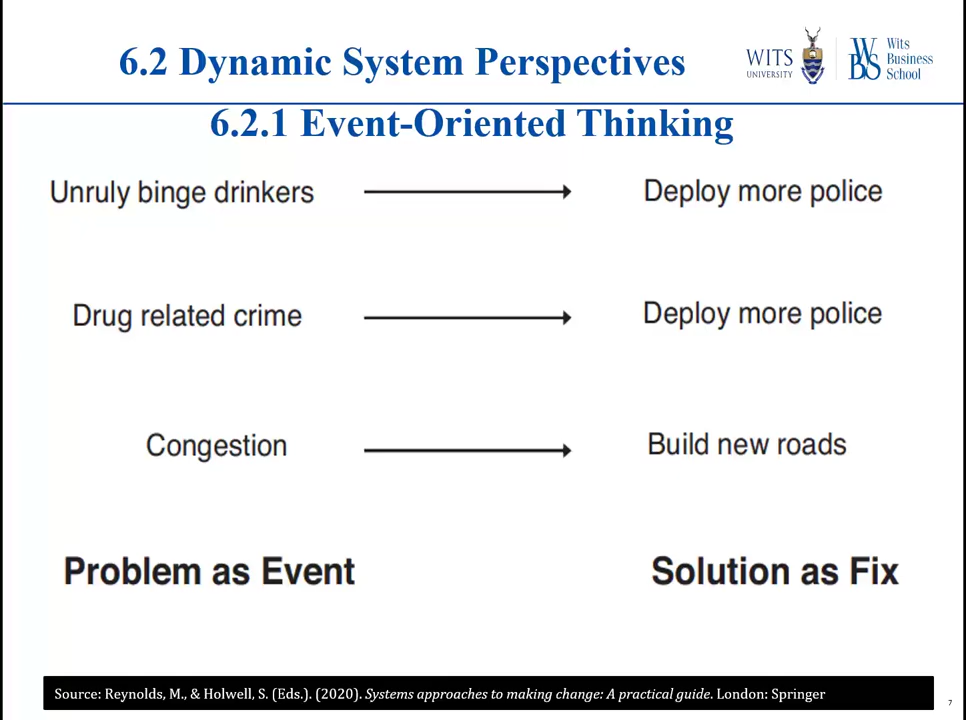 6.2 Dynamic System Perspectives
WITS
UNIVERSITY
WBS
Wits
Business
School
6.2.1 Event-Oriented Thinking
Unruly binge drinkers
Deploy more police
Drug related crime
Deploy more police
Congestion
Build new roads
Problem as Event
Solution as Fix
Source: Reynolds, M., & Holwell, S. (Eds.). (2020). Systems approaches to making change: A practical guide. London: Springer
7